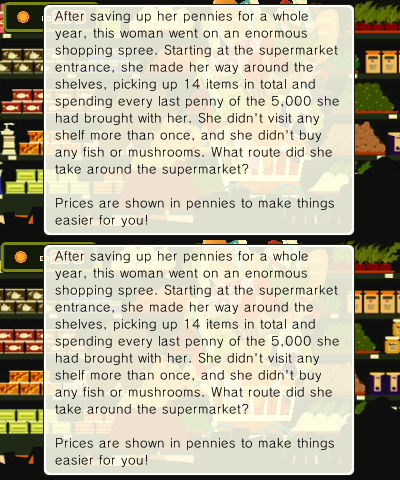 After saving up her pennies for a whole
year, this woman went on an enormous
shopping spree. Starting at the supermarket
entrance, she made her way around the
shelves, picking up 14 items in total and
spending every last penny of the 5,000 she
had brought with her. She didn't visit any
shelf more than once, and she didn't buy
any fish or mushrooms. What route did she
take around the supermarket?
Prices are shown in pennies to make things
easier for you!
After saving up her pennies for a whole
year, this woman went on an enormous
shopping spree. Starting at the supermarket
entrance, she made her way around the
shelves, picking up 14 items in total and
spending every last penny of the 5,000 she
had brought with her. She didn't visit any
shelf more than once, and she didn't buy
any fish or mushrooms. What route did she
take around the supermarket?
Prices are shown in pennies to make things
easier for you!